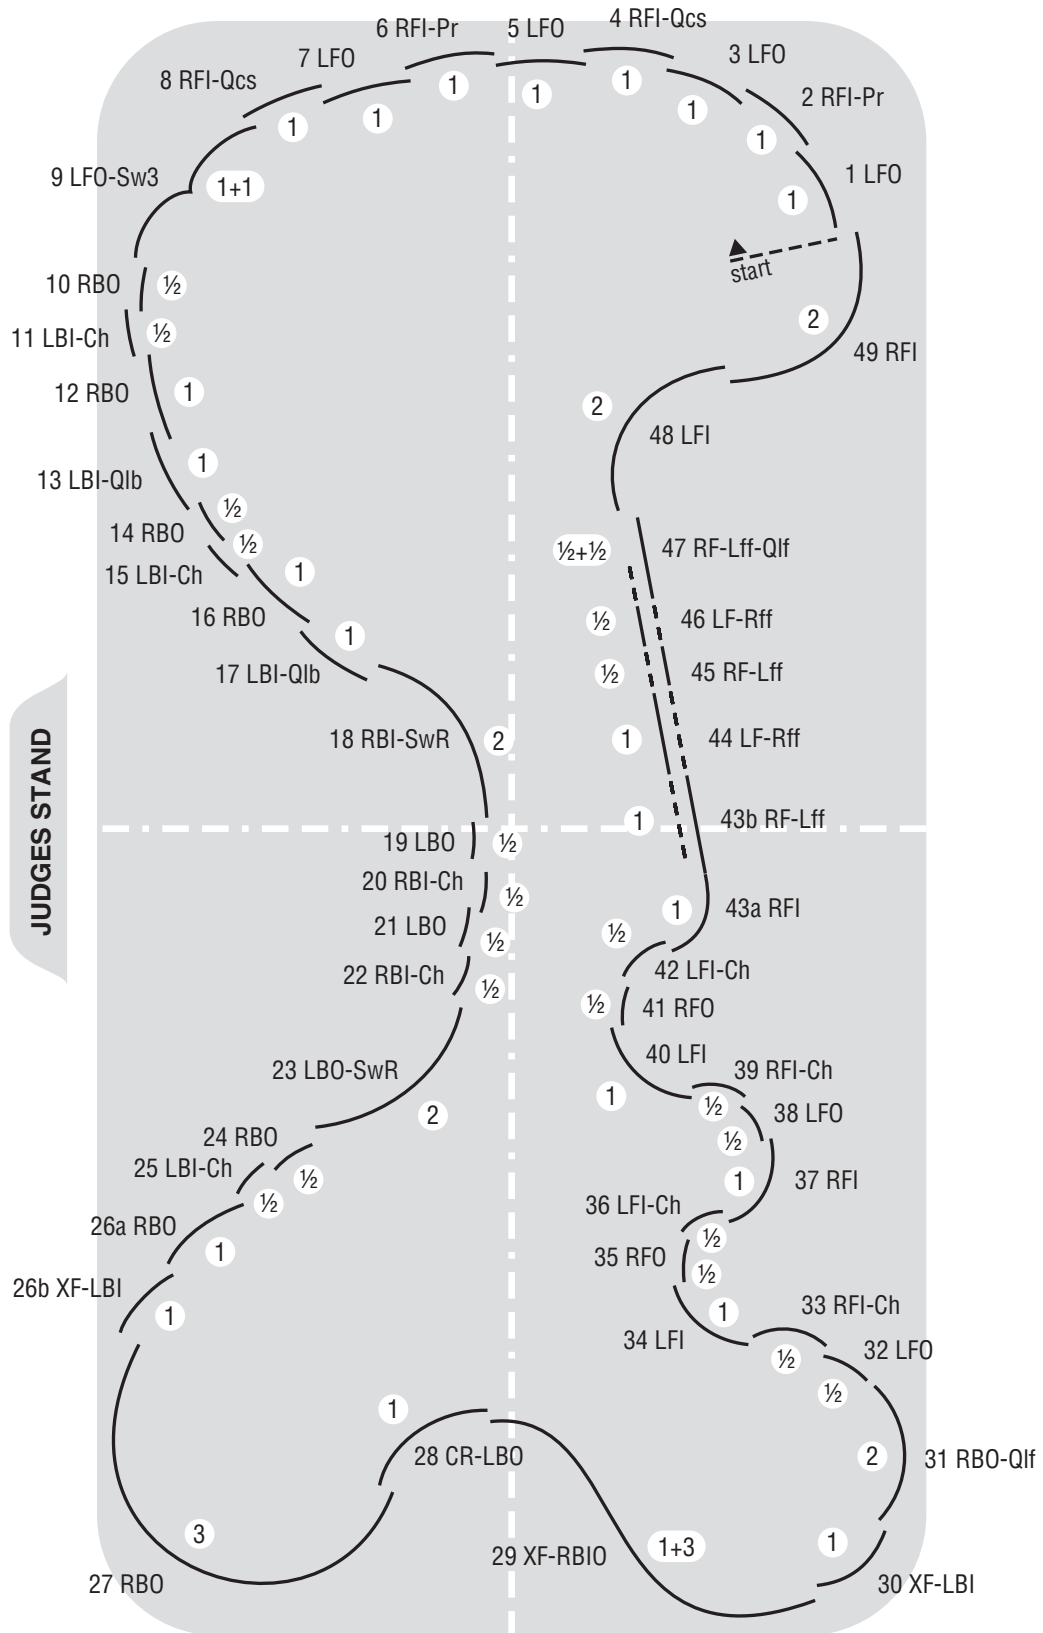 4 RFI-Qcs
5 LFO
6 RFI-Pr
7 LFO
3 LFO
8 RFI-Qcs
2 RFI-Pr
1
1
1
1
1
1
1
1
9 LFO-Sw3
1+1
1 LFO
1
start
10 RBO
½
2
11 LBI-Ch
½
49 RFI
12 RBO
1
2
48 LFI
1
13 LBI-Qlb
½
14 RBO
½
½+½
47 RF-Lff-Qlf
15 LBI-Ch
1
16 RBO
½
46 LF-Rff
1
17 LBI-Qlb
½
45 RF-Lff
18 RBI-SwR
2
1
44 LF-Rff
JUDGES STAND
1
43b RF-Lff
19 LBO
½
20 RBI-Ch
½
1
43a RFI
21 LBO
½
½
42 LFI-Ch
22 RBI-Ch
½
½
41 RFO
40 LFI
23 LBO-SwR
39 RFI-Ch
1
½
2
38 LFO
24 RBO
½
25 LBI-Ch
½
1
37 RFI
½
36 LFI-Ch
26a RBO
½
1
35 RFO
½
26b XF-LBI
1
1
33 RFI-Ch
34 LFI
32 LFO
½
½
1
28 CR-LBO
2
31 RBO-Qlf
3
1+3
1
29 XF-RBIO
27 RBO
30 XF-LBI